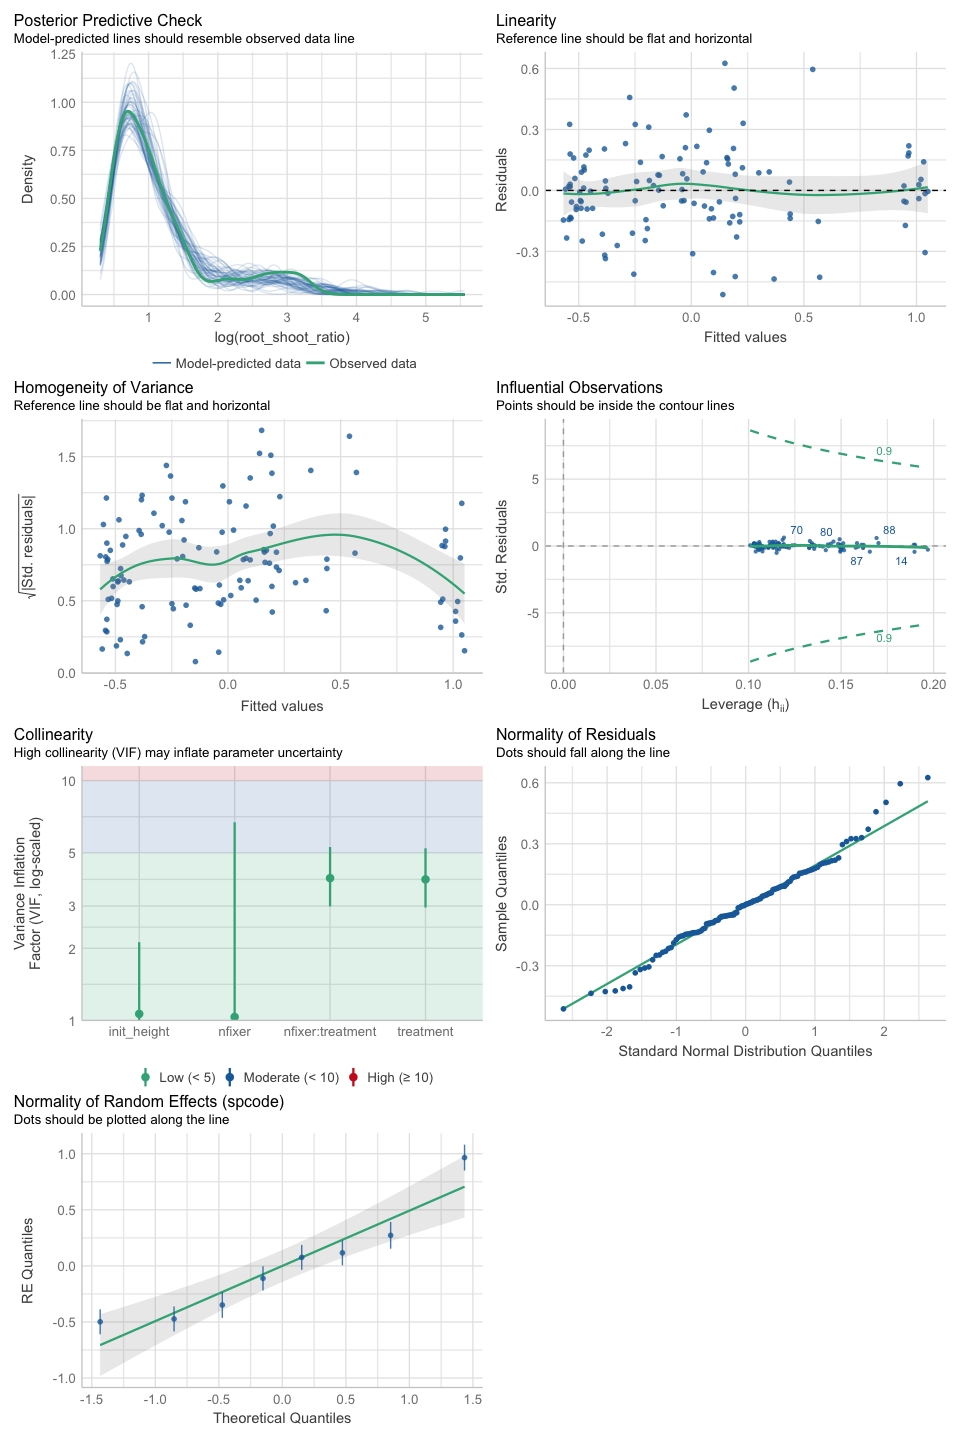 Posterior Predictive Check
Model-predicted lines should resemble observed data line
1.25
1.00
0.75
0.50
0.25
0.00
Density
1 2 3 4 5
log(root_shoot_ratio)
Model-predicted data Observed data
Linearity
Reference line should be flat and horizontal
0.6
0.3
0.0
-0.3
Residuals
-0.5 0.0 0.5 1.0
Fitted values
Homogeneity of Variance
Reference line should be flat and horizontal
1.5
1.0
0.5
0.0
√|Std. residuals|
-0.5 0.0 0.5 1.0
Fitted values
Influential Observations
Points should be inside the contour lines
0.9
5
70 80 88
0
87 14
-5
0.9
Std. Residuals
0.00 0.05 0.10 0.15 0.20
Leverage (hii)
Collinearity
High collinearity (VIF) may inflate parameter uncertainty
10
5
3
2
1
Variance Inflation
Factor (VIF, log-scaled)
init_height nfixer nfixer:treatment treatment
Low (< 5) Moderate (< 10) High (≥ 10)
Normality of Residuals
Dots should fall along the line
0.6
0.3
0.0
-0.3
Sample Quantiles
-2 -1 0 1 2
Standard Normal Distribution Quantiles
Normality of Random Effects (spcode)
Dots should be plotted along the line
1.0
0.5
0.0
-0.5
-1.0
RE Quantiles
-1.5 -1.0 -0.5 0.0 0.5 1.0 1.5
Theoretical Quantiles